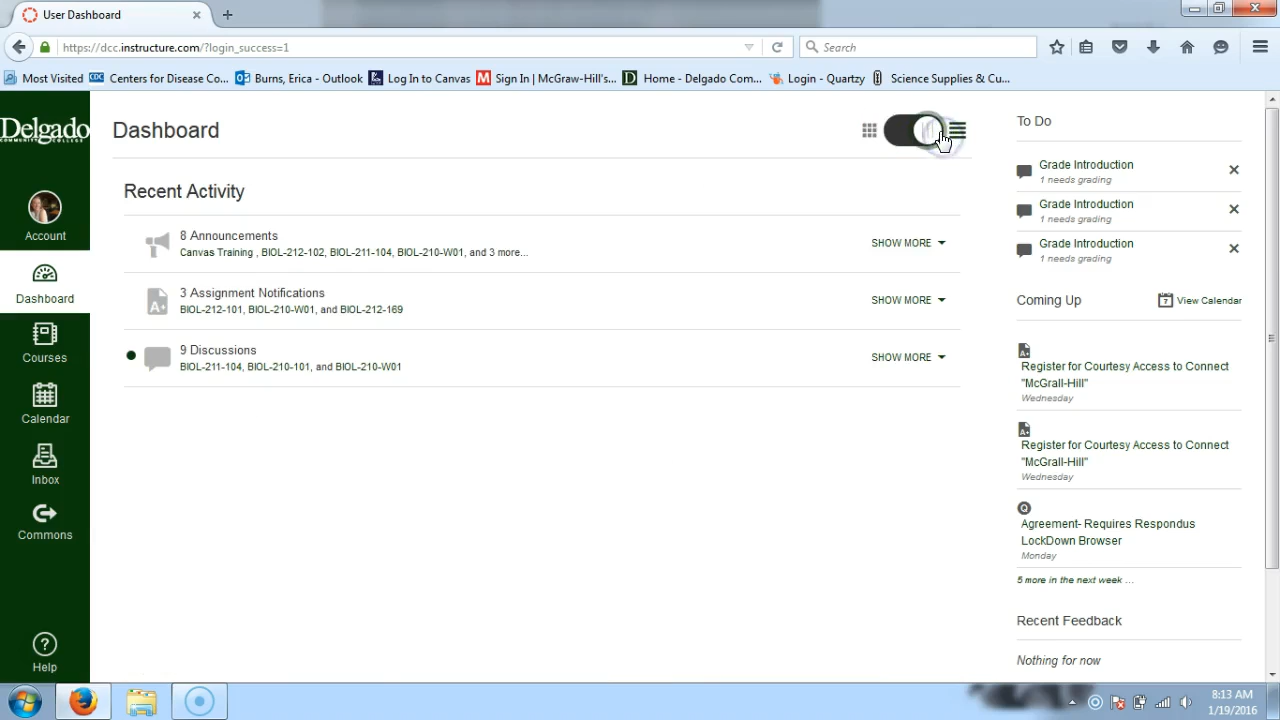 User Dashboard
https://dcc.instructure.com/?login_success=1
Search
Most Visited
CDC Centers for Disease Co...
Burns, Erica - Outlook
Log In to Canvas
M Sign In | McGraw-Hill's...
D Home - Delgado Com...
Login - Quartzy
Science Supplies & Cu...
Delgado
COMMUNITY COLLEGE
Account
Dashboard
Courses
Calendar
Inbox
Commons
Help
Dashboard
Recent Activity
8 Announcements
Canvas Training , BIOL-212-102, BIOL-211-104, BIOL-210-W01, and 3 more...
SHOW MORE
3 Assignment Notifications
BIOL-212-101, BIOL-210-W01, and BIOL-212-169
SHOW MORE
9 Discussions
BIOL-211-104, BIOL-210-101, and BIOL-210-W01
SHOW MORE
To Do
Grade Introduction
1 needs grading
Grade Introduction
1 needs grading
Grade Introduction
1 needs grading
Coming Up
7 View Calendar
Register for Courtesy Access to Connect
"McGrall-Hill"
Wednesday
Register for Courtesy Access to Connect
"McGrall-Hill"
Wednesday
Agreement- Requires Respondus
LockDown Browser
Monday
5 more in the next week ...
Recent Feedback
Nothing for now
8:13 AM
1/19/2016